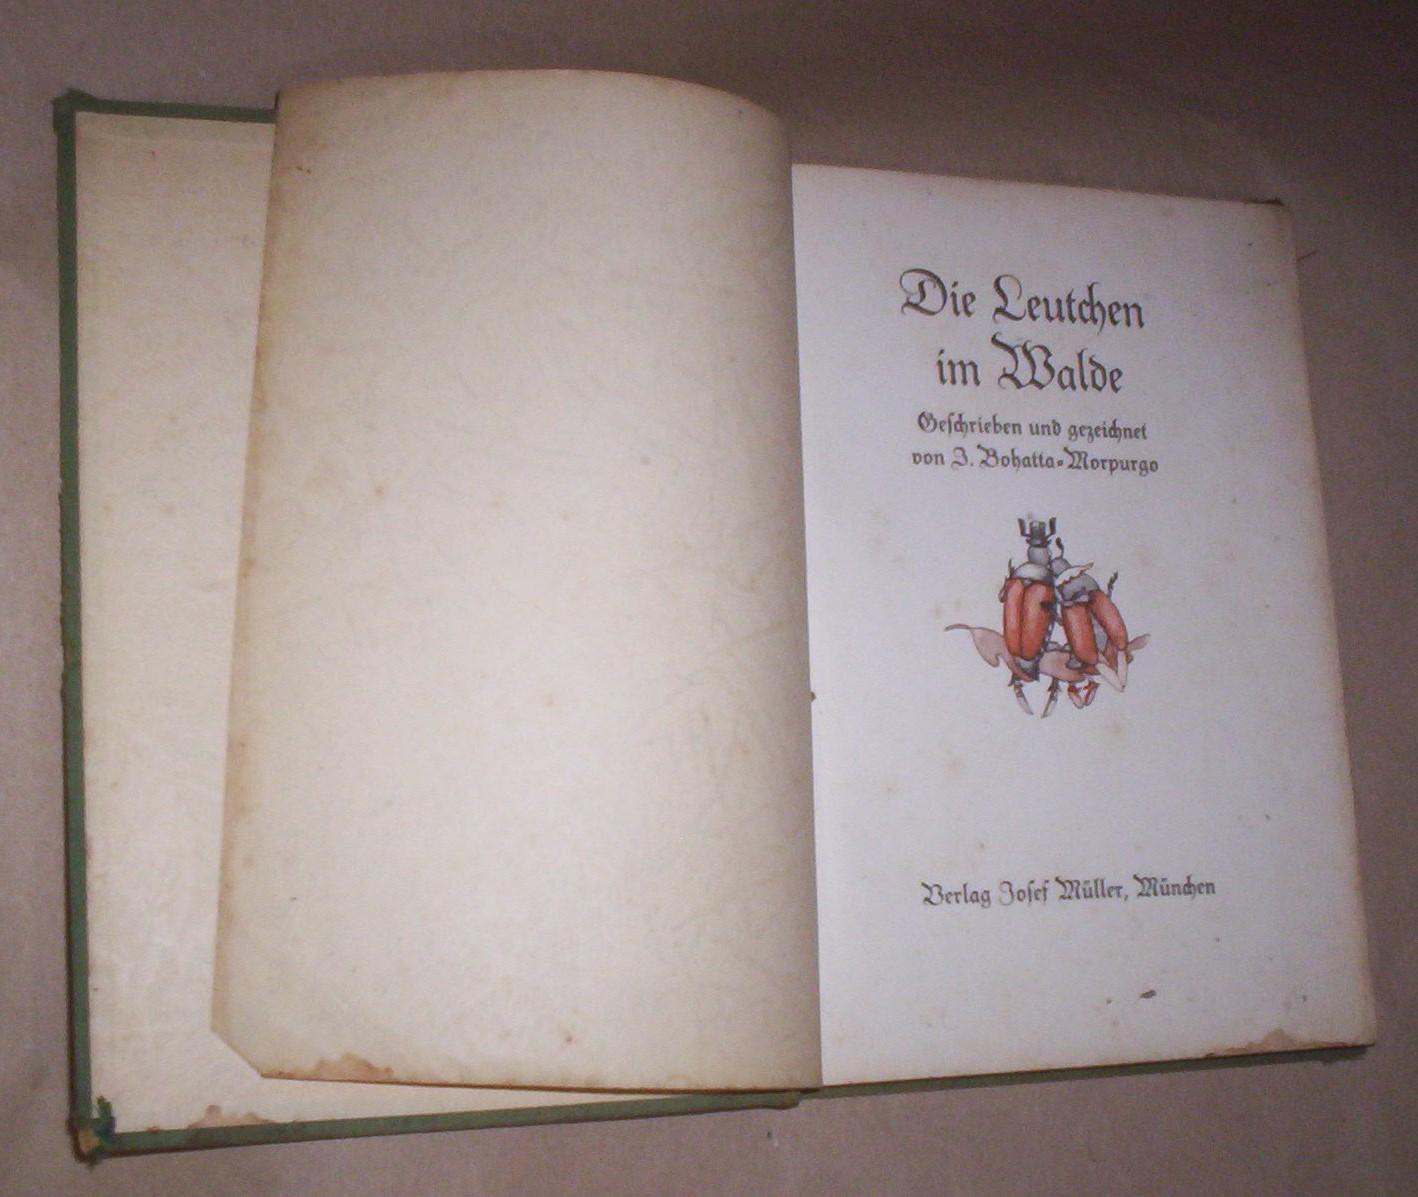 Die Leutchen
im Walde
Geſchrieben und gezeichnet
von J. Bohatta-Morpurgo
Verlag Joſef Müller, München